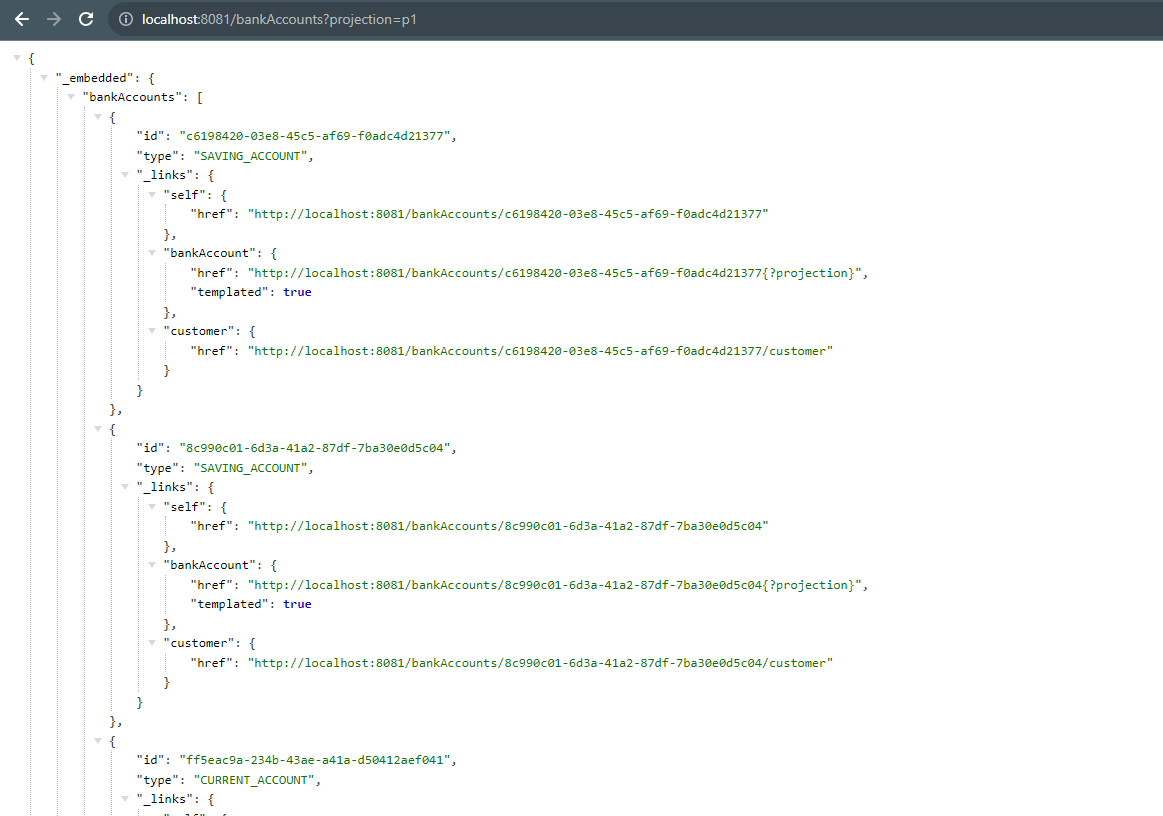 localhost:8081/bankAccounts?projection=p1
{
"_embedded": {
"bankAccounts": [
{
"id": "c6198420-03e8-45c5-af69-f0adc4d21377",
"type": "SAVING_ACCOUNT",
"_links": {
"self": {
"href": "http://localhost:8081/bankAccounts/c6198420-03e8-45c5-af69-f0adc4d21377"
},
"bankAccount": {
"href": "http://localhost:8081/bankAccounts/c6198420-03e8-45c5-af69-f0adc4d21377{?projection}",
"templated": true
},
"customer": {
"href": "http://localhost:8081/bankAccounts/c6198420-03e8-45c5-af69-f0adc4d21377/customer"
}
}
},
{
"id": "8c990c01-6d3a-41a2-87df-7ba30e0d5c04",
"type": "SAVING_ACCOUNT",
"_links": {
"self": {
"href": "http://localhost:8081/bankAccounts/8c990c01-6d3a-41a2-87df-7ba30e0d5c04"
},
"bankAccount": {
"href": "http://localhost:8081/bankAccounts/8c990c01-6d3a-41a2-87df-7ba30e0d5c04{?projection}",
"templated": true
},
"customer": {
"href": "http://localhost:8081/bankAccounts/8c990c01-6d3a-41a2-87df-7ba30e0d5c04/customer"
}
}
},
{
"id": "ff5eac9a-234b-43ae-a41a-d50412aef041",
"type": "CURRENT_ACCOUNT",
"_links": {